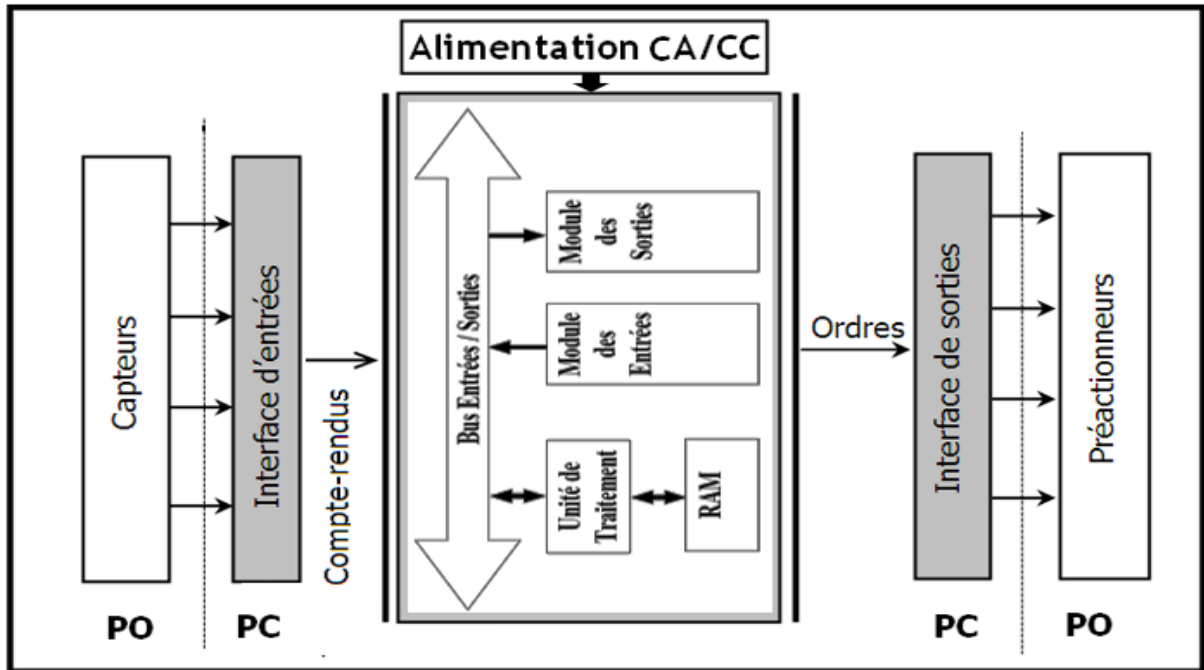 Alimentation CA/CC
Capteurs
Interface d'entrées
Compte-rendus
Bus Entrées / Sorties
Module
des
Sorties
Module
des
Entrées
Unité de
Traitement
RAM
Ordres
Interface de sorties
Préactionneurs
PO
PC
PC
PO